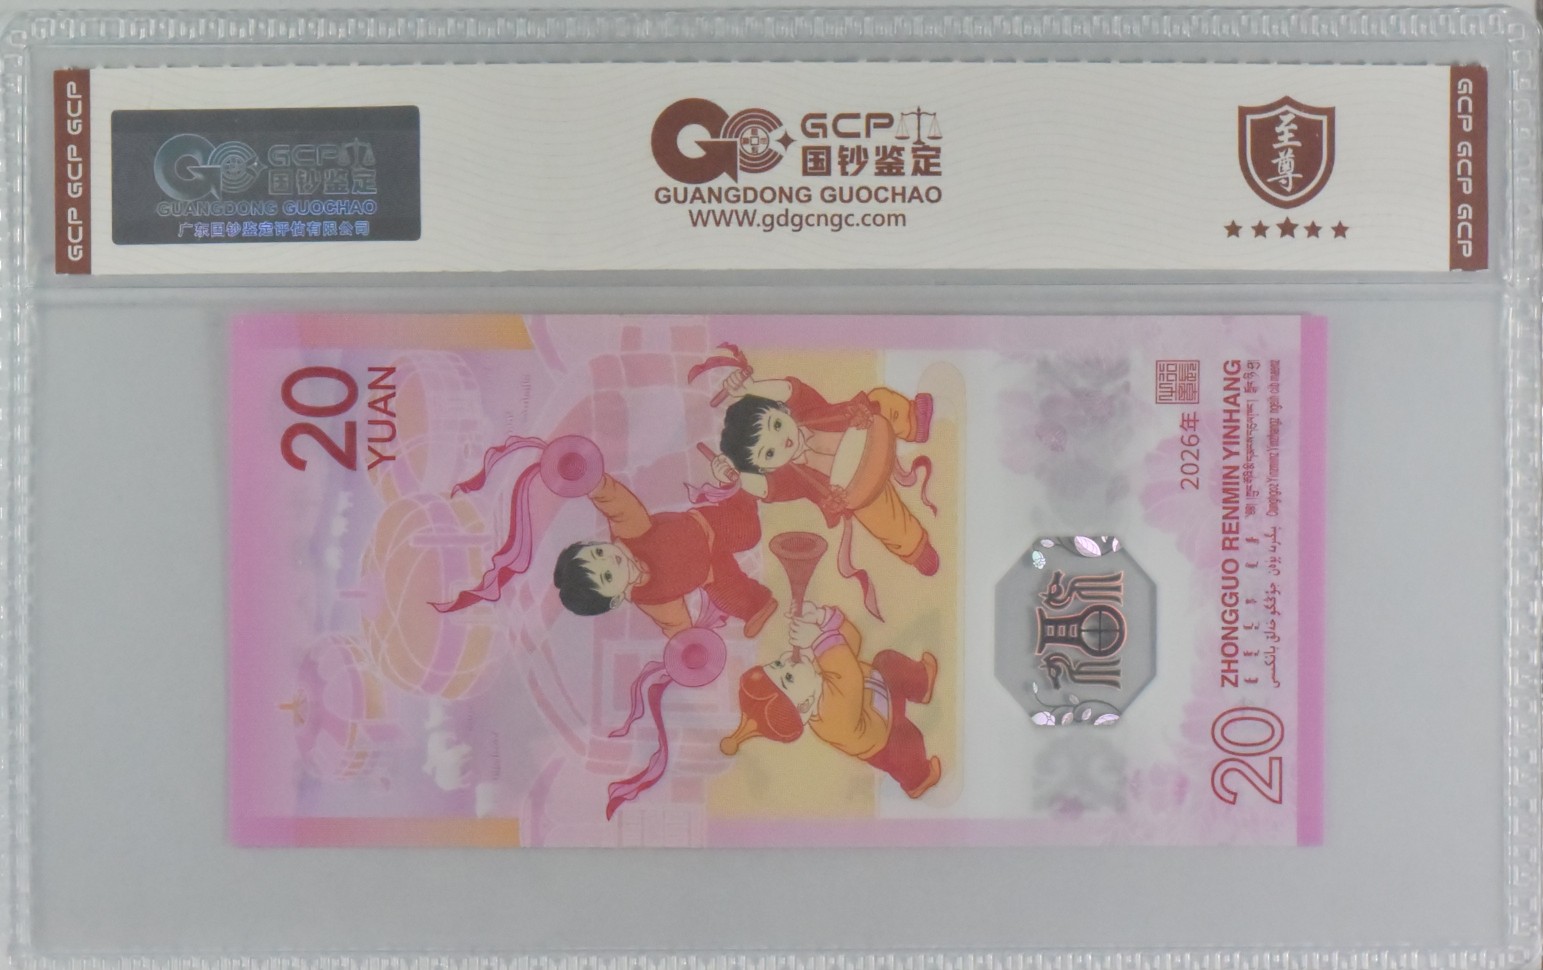 GCP GCP GCP
GCP
国钞鉴定
GUANGDONG GUOCHAO
广东国钞鉴定评估有限公司
GCP
国钞鉴定
GUANGDONG GUOCHAO
WWW.gdgcngc.com
至尊
GCP GCP GCP
20
YUAN
2026年
ZHONGGUO RENMIN YINHANG
20